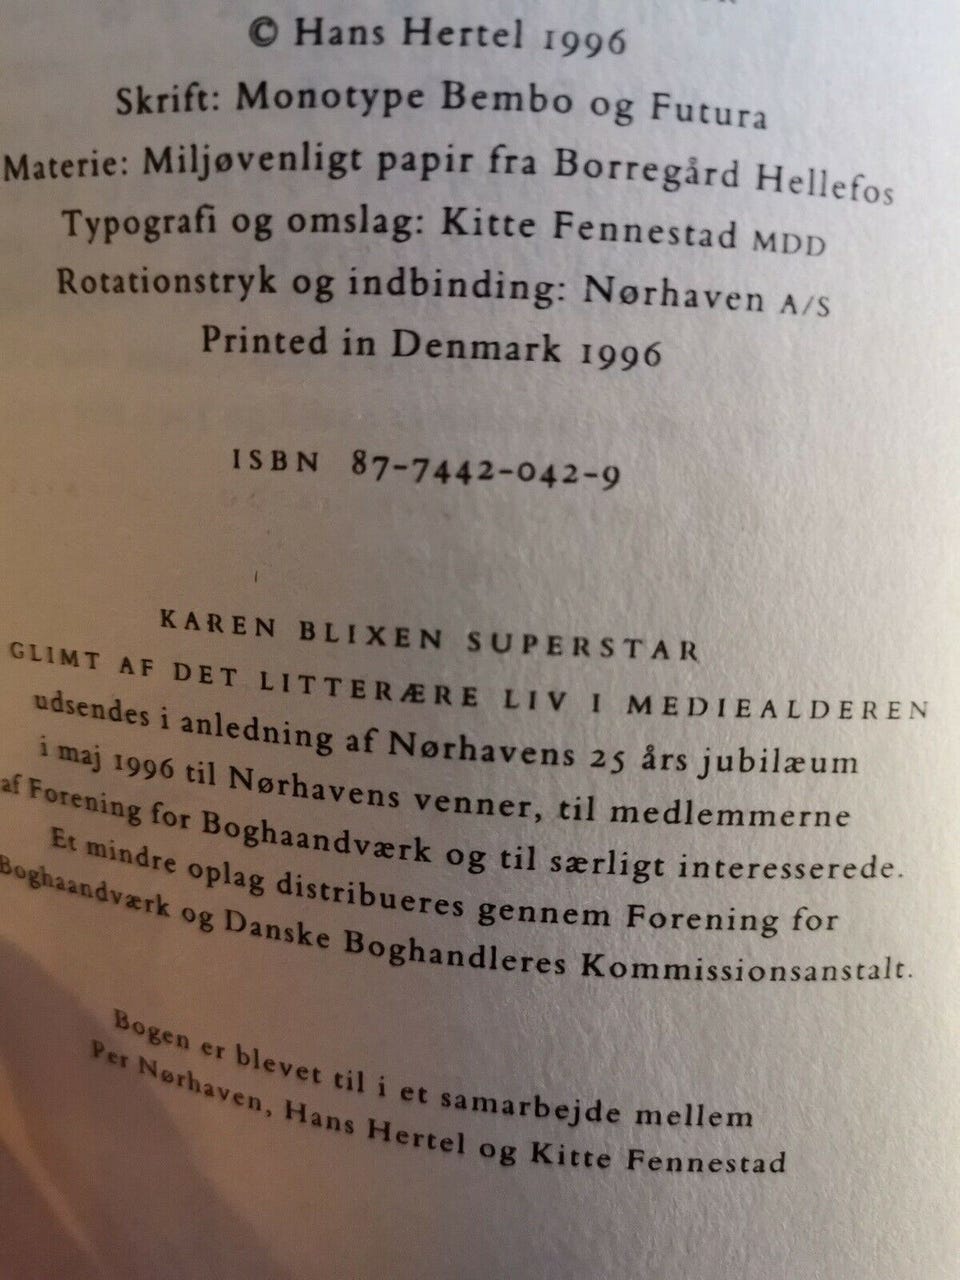 © Hans Hertel 1996
Skrift: Monotype Bembo og Futura
Materie: Miljøvenligt papir fra Borregård Hellefos
Typografi og omslag: Kitte Fennestad MDD
Rotationstryk og indbinding: Nørhaven A/S
Printed in Denmark 1996
ISBN 87-7442-042-9
KAREN BLIXEN SUPERSTAR
GLIMT AF DET LITTERÆRE LIV I MEDIEALDEREN
udsendes i anledning af Nørhavens 25 års jubilæum
i maj 1996 til Nørhavens venner, til medlemmerne
af Forening for Boghaandværk og til særligt interesserede.
Et mindre oplag distribueres gennem Forening for
Boghaandværk og Danske Boghandleres Kommissionsanstalt.
Bogen er blevet til i et samarbejde mellem
Per Nørhaven, Hans Hertel og Kitte Fennestad